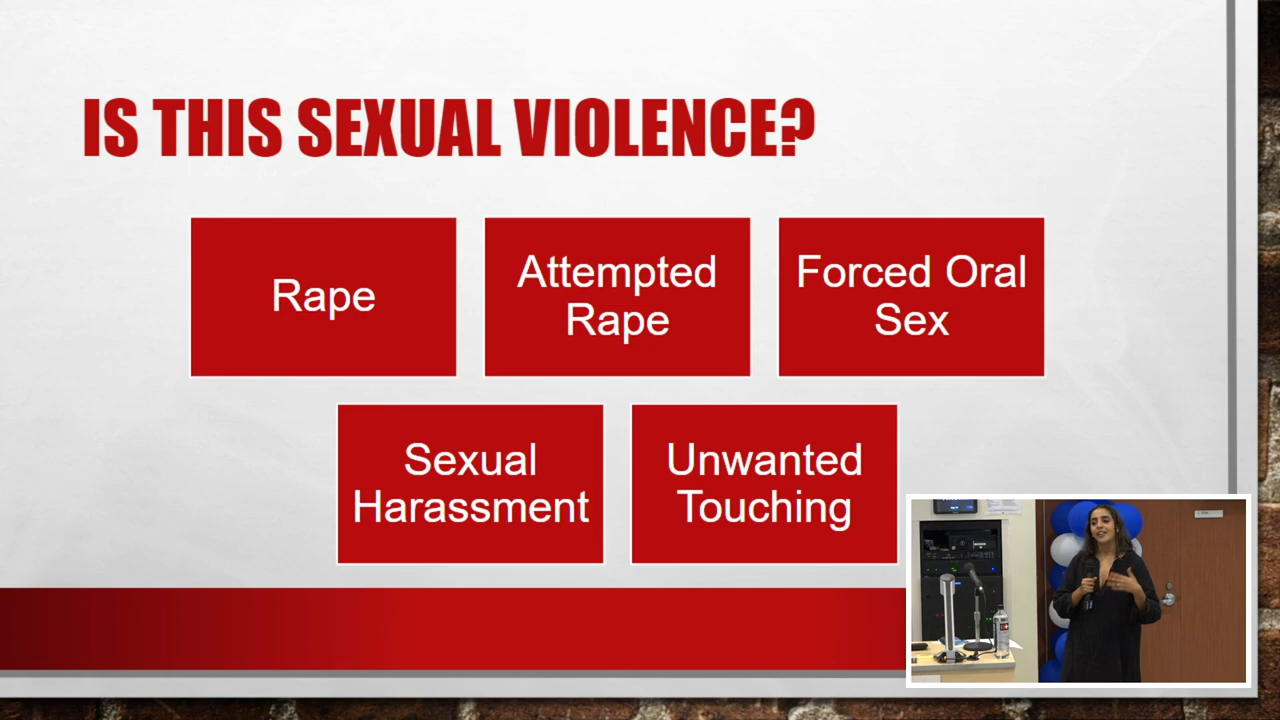 IS THIS SEXUAL VIOLENCE?
Rape
Attempted
Rape
Forced Oral
Sex
Sexual
Harassment
Unwanted
Touching